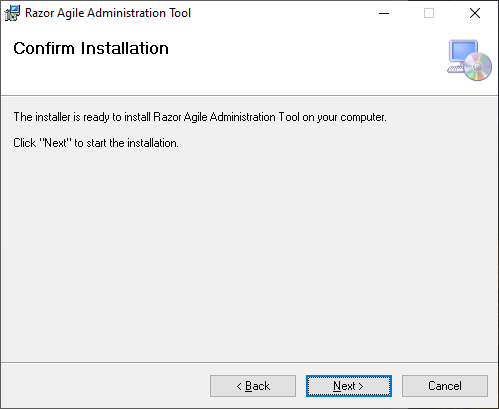 Razor Agile Administration Tool
Confirm Installation
The installer is ready to install Razor Agile Administration Tool on your computer.
Click "Next" to start the installation.
< Back
Next >
Cancel